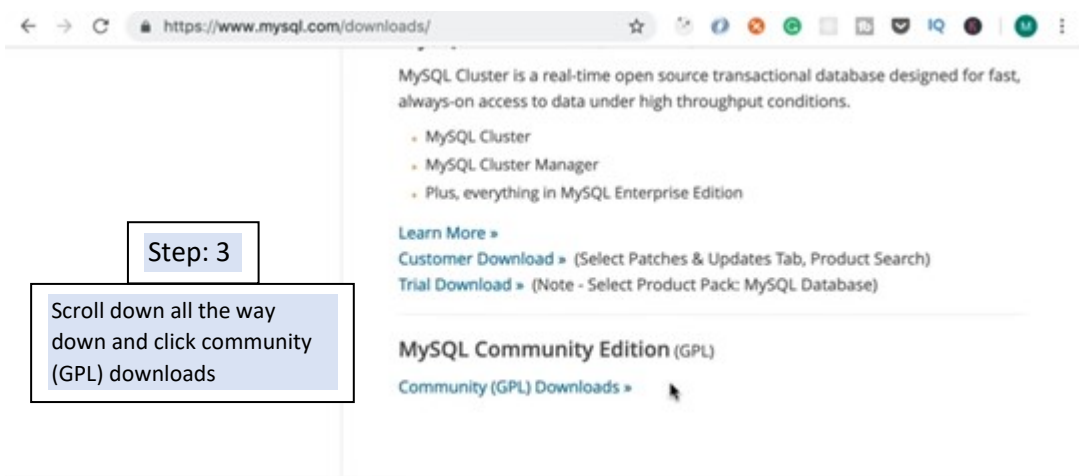 https://www.mysql.com/downloads/
MySQL Cluster is a real-time open source transactional database designed for fast,
always-on access to data under high throughput conditions.
• MySQL Cluster
• MySQL Cluster Manager
• Plus, everything in MySQL Enterprise Edition
Learn More »
Customer Download » (Select Patches & Updates Tab, Product Search)
Trial Download » (Note - Select Product Pack: MySQL Database)
MySQL Community Edition (GPL)
Community (GPL) Downloads »
Step: 3
Scroll down all the way
down and click community
(GPL) downloads